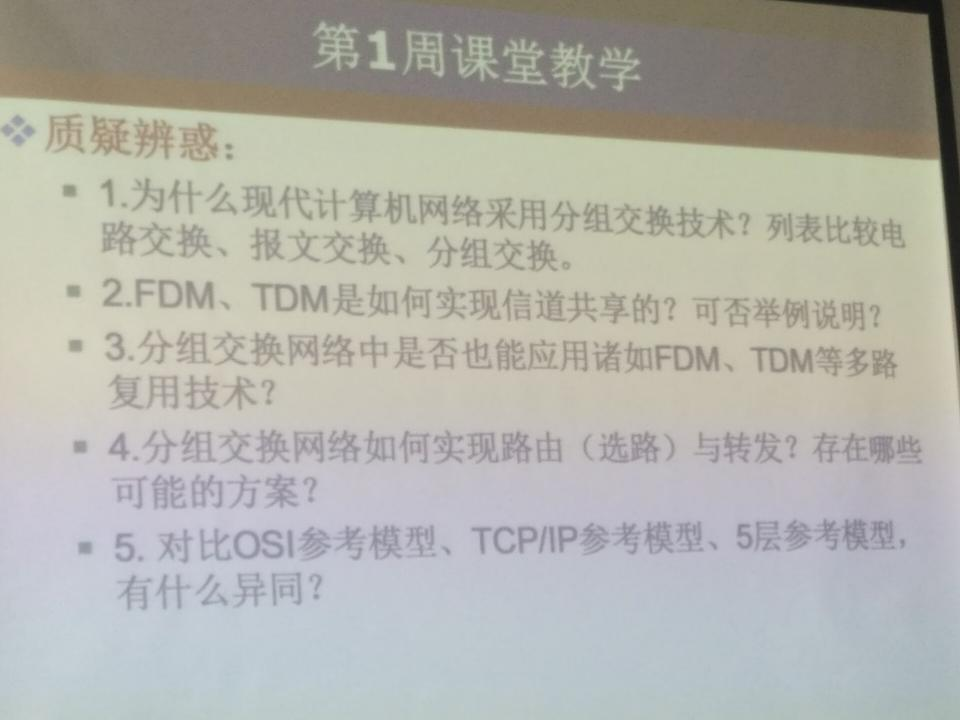 第1周课堂教学
质疑辨惑:
1.为什么现代计算机网络采用分组交换技术？列表比较电
路交换、报文交换、分组交换。
2.FDM、TDM是如何实现信道共享的？可否举例说明？
3.分组交换网络中是否也能应用诸如FDM、TDM等多路
复用技术？
4.分组交换网络如何实现路由（选路）与转发？存在哪些
可能的方案？
5. 对比OSI参考模型、TCP/IP参考模型、5层参考模型，
有什么异同？